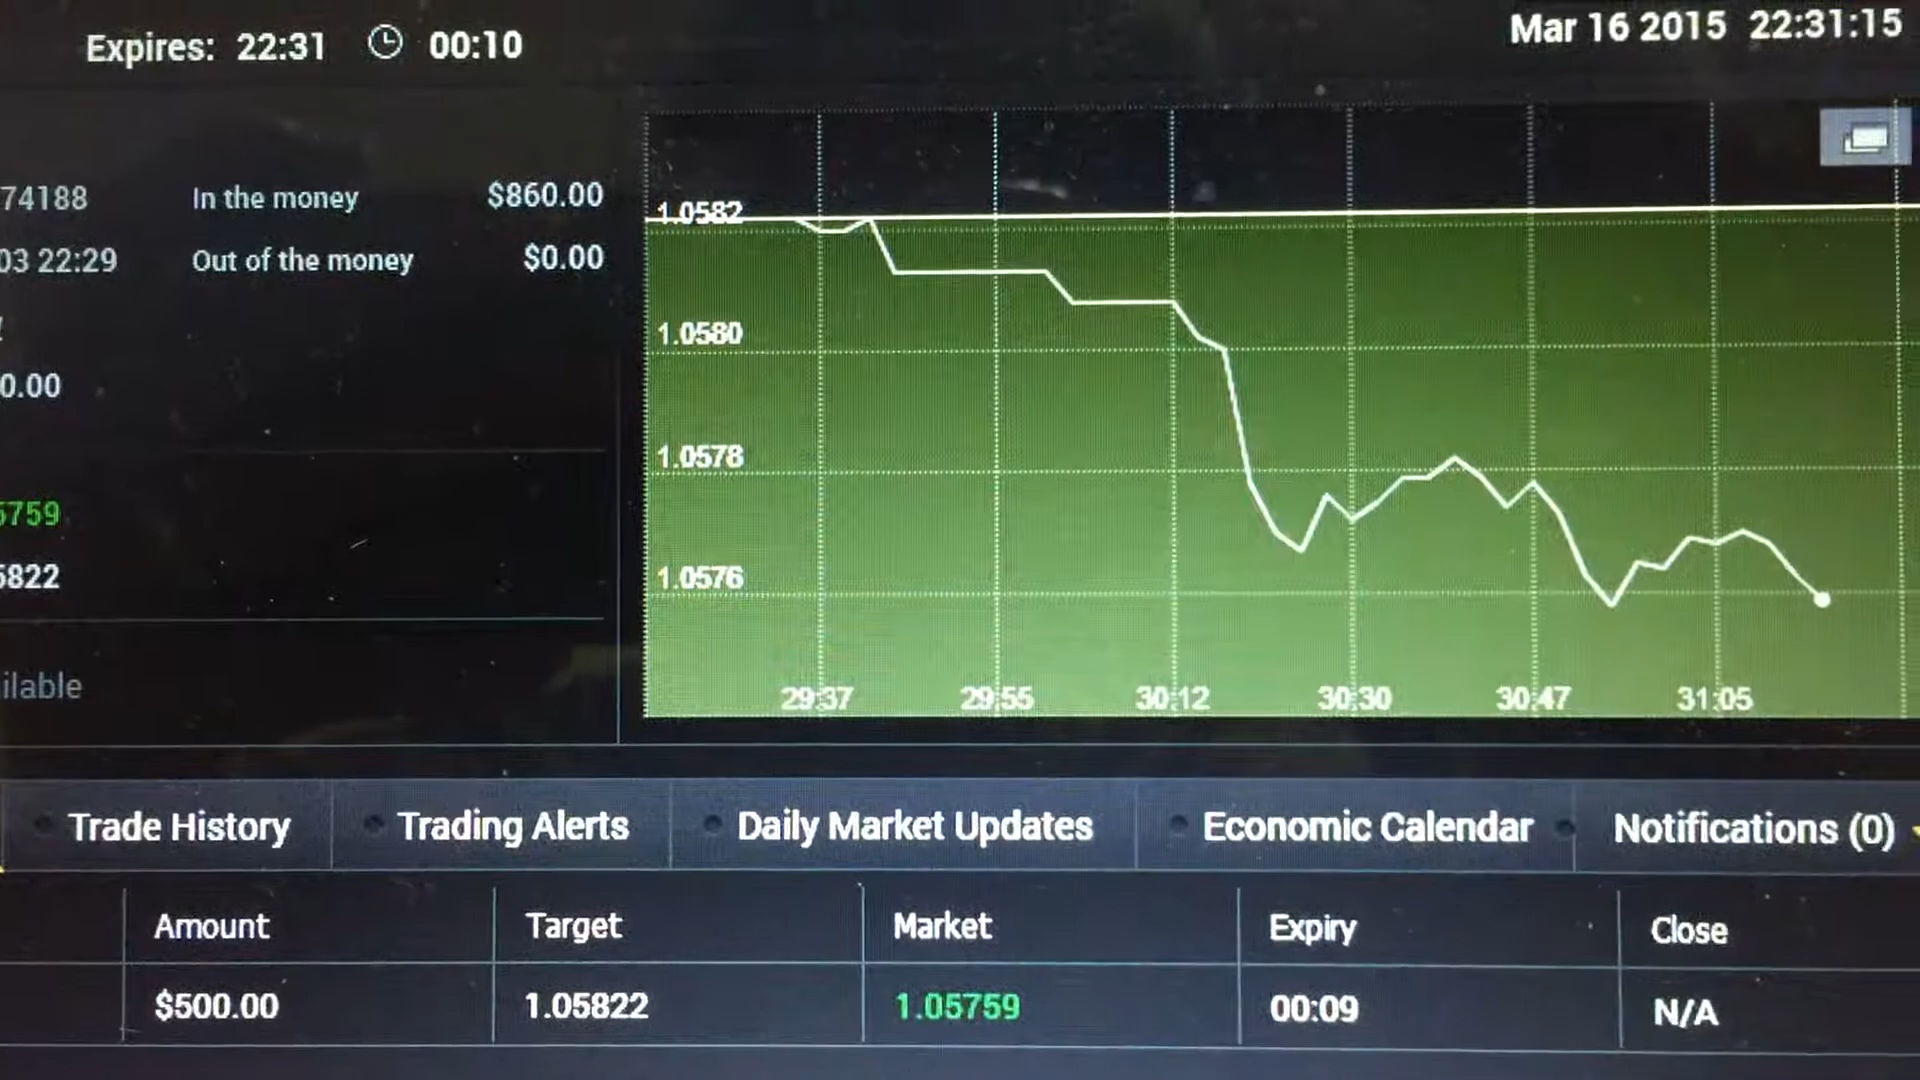 Expires: 22:31 00:10
Mar 16 2015 22:31:15
74188 In the money $860.00
03 22:29 Out of the money $0.00
0.00
5759
5822
ilable
1.0582
1.0580
1.0578
1.0576
29:37 29:55 30:12 30:30 30:47 31:05
Trade History Trading Alerts Daily Market Updates Economic Calendar Notifications (0)
Amount Target Market Expiry Close
$500.00 1.05822 1.05759 00:09 N/A